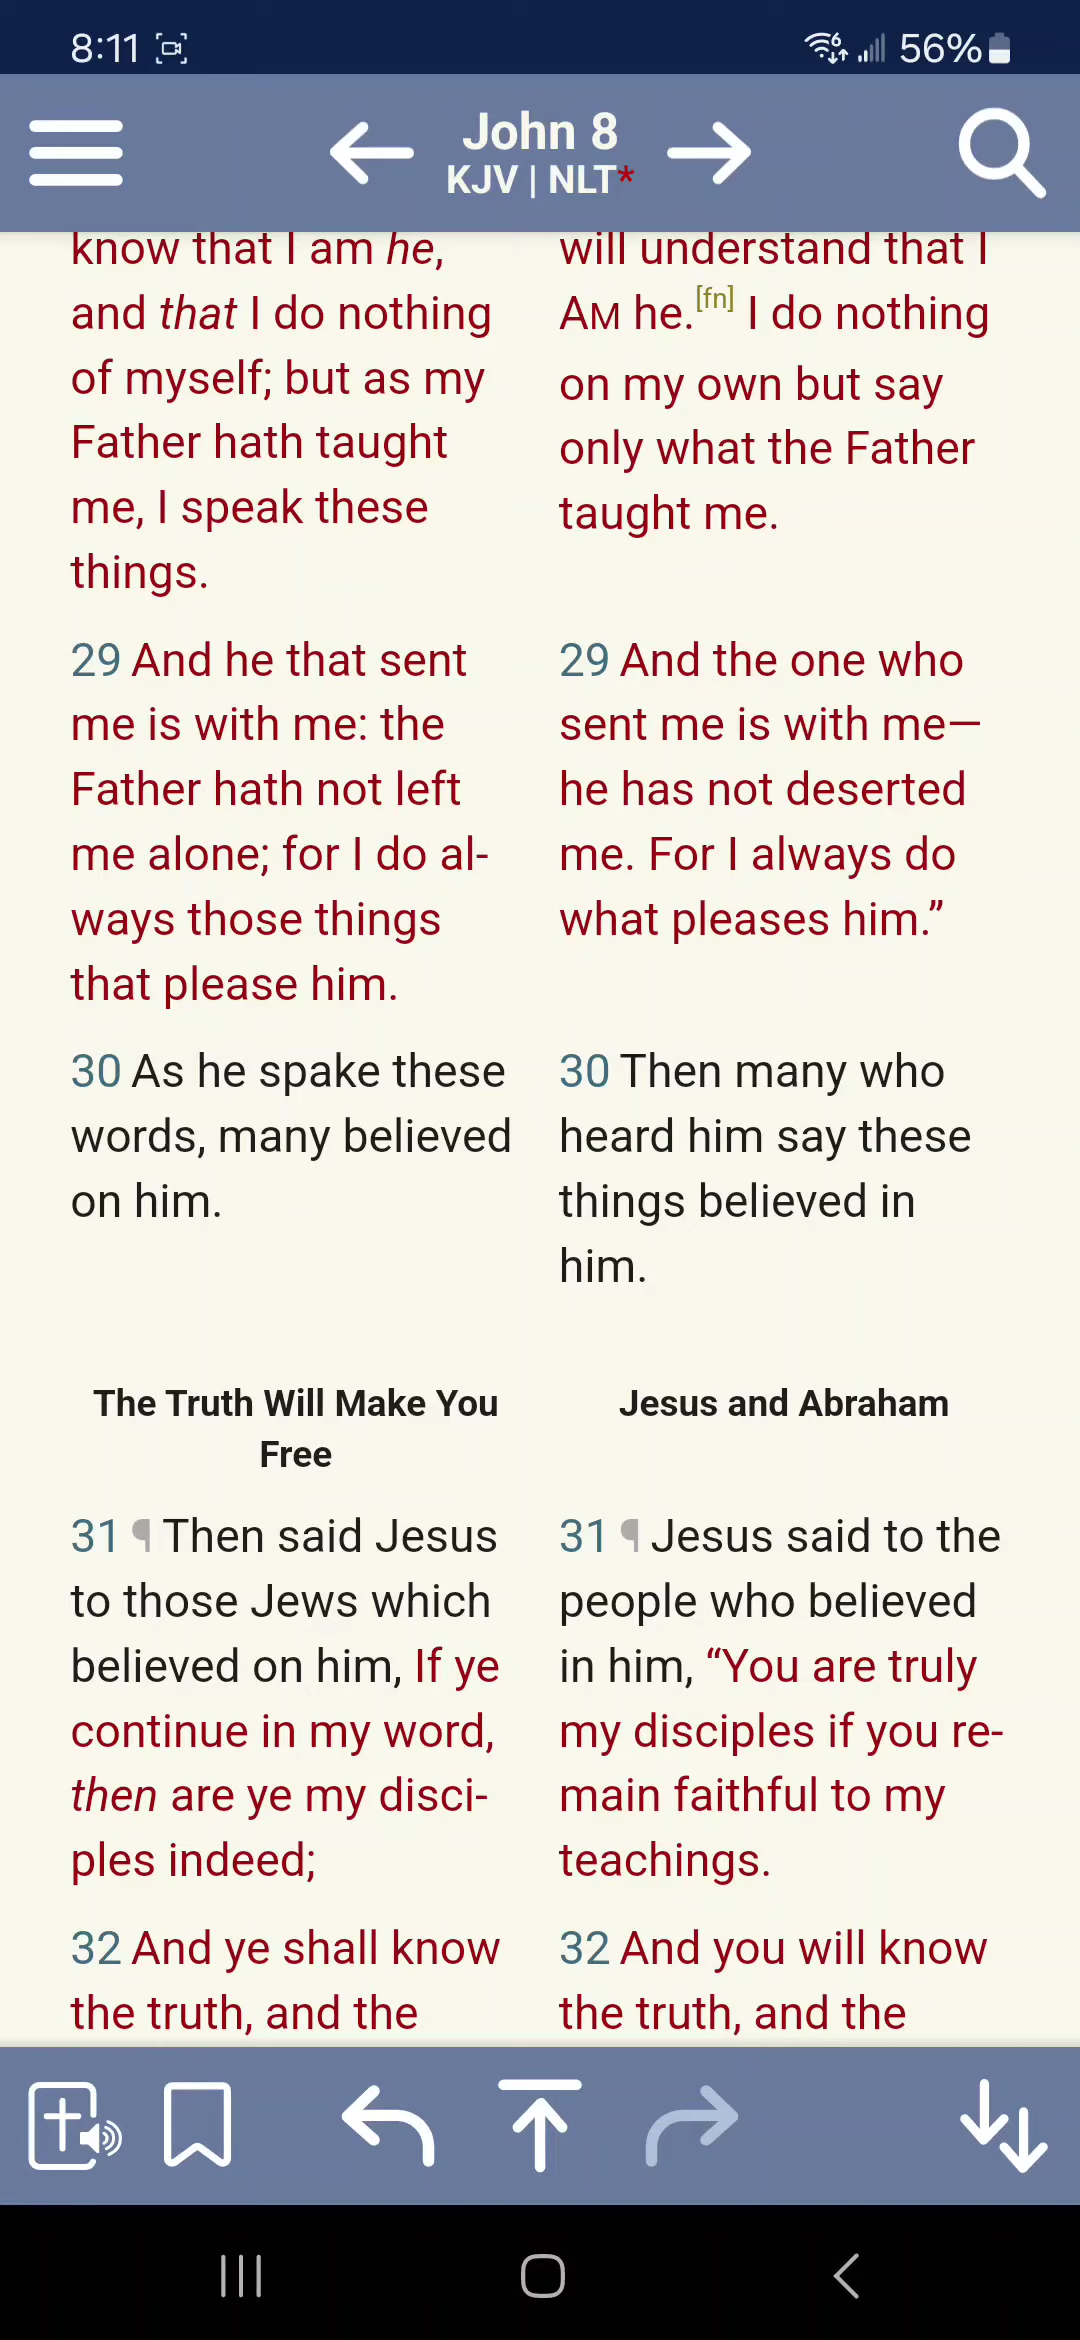 8:11
6 56%
John 8
KJV | NLT*
know that I am he,
and that I do nothing
of myself; but as my
Father hath taught
me, I speak these
things.
29 And he that sent
me is with me: the
Father hath not left
me alone; for I do al-
ways those things
that please him.
30 As he spake these
words, many believed
on him.
The Truth Will Make You
Free
31 ¶ Then said Jesus
to those Jews which
believed on him, If ye
continue in my word,
then are ye my disci-
ples indeed;
32 And ye shall know
the truth, and the
will understand that I
AM he.[fn] I do nothing
on my own but say
only what the Father
taught me.
29 And the one who
sent me is with me—
he has not deserted
me. For I always do
what pleases him.”
30 Then many who
heard him say these
things believed in
him.
Jesus and Abraham
31 ¶ Jesus said to the
people who believed
in him, “You are truly
my disciples if you re-
main faithful to my
teachings.
32 And you will know
the truth, and the